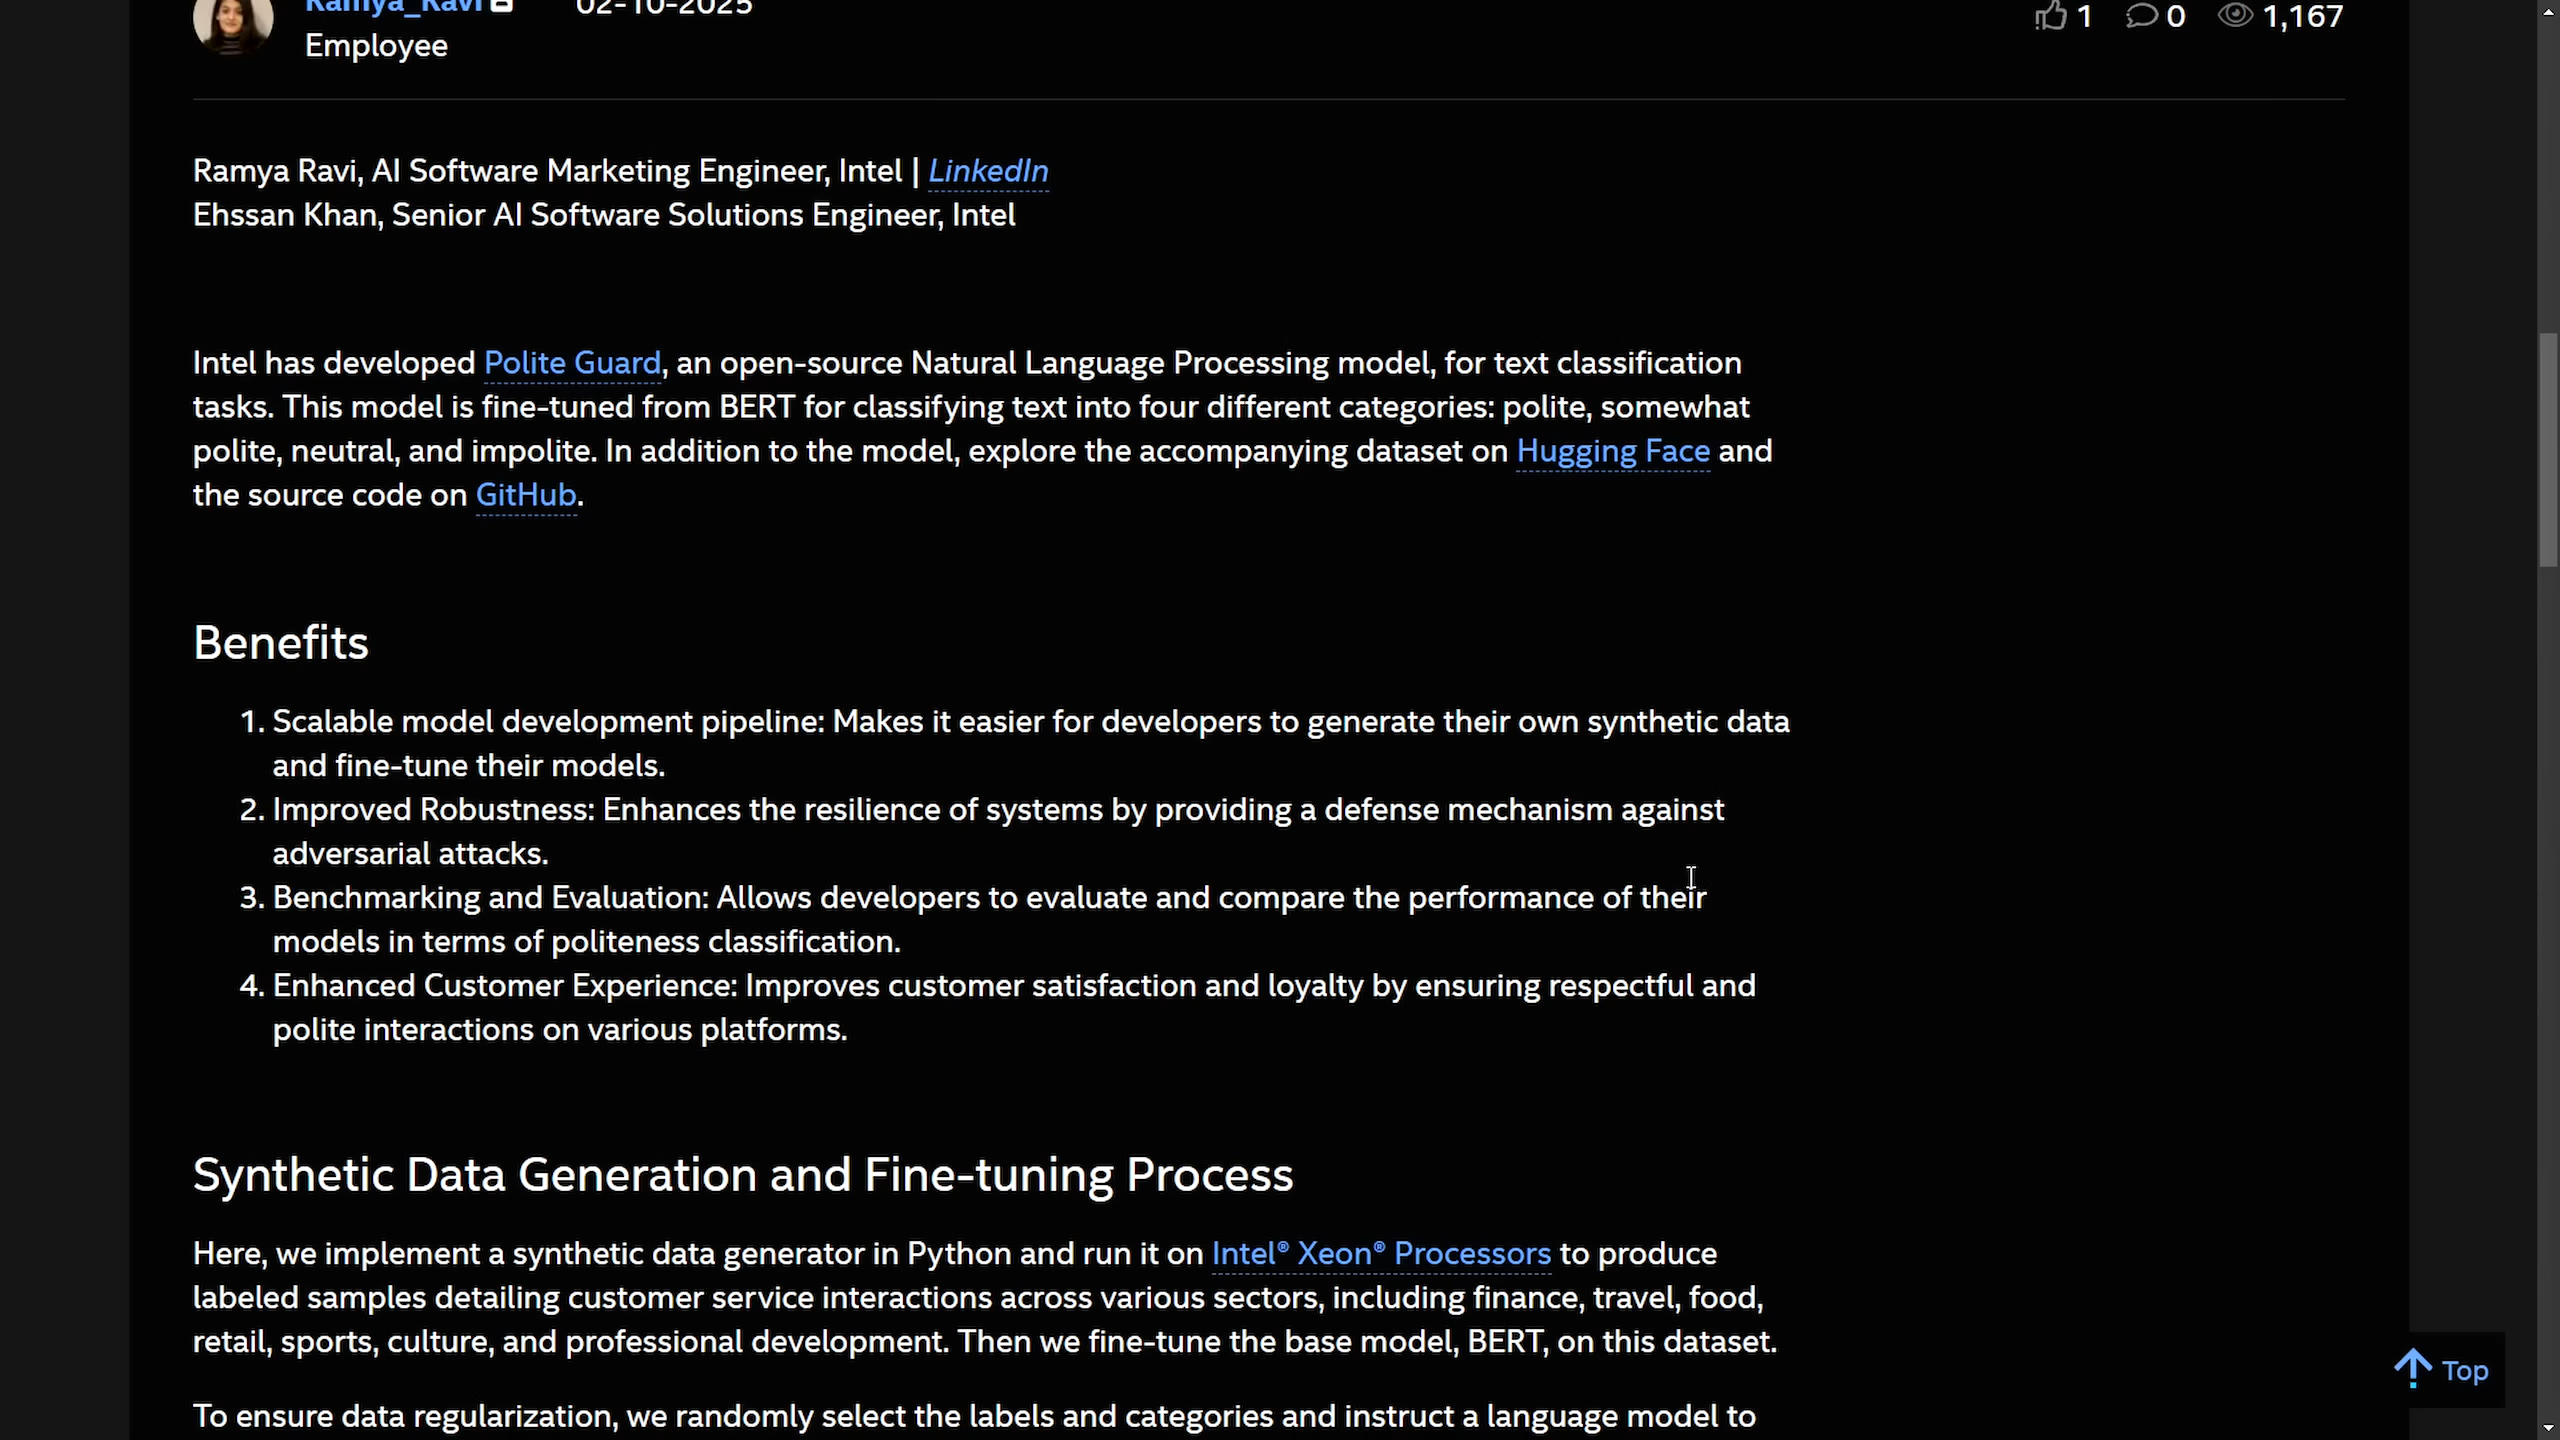 Ramya_Ravi 02-10-2025
Employee
1 0 1,167
Ramya Ravi, AI Software Marketing Engineer, Intel | LinkedIn
Ehssan Khan, Senior AI Software Solutions Engineer, Intel
Intel has developed Polite Guard, an open-source Natural Language Processing model, for text classification
tasks. This model is fine-tuned from BERT for classifying text into four different categories: polite, somewhat
polite, neutral, and impolite. In addition to the model, explore the accompanying dataset on Hugging Face and
the source code on GitHub.
Benefits
1. Scalable model development pipeline: Makes it easier for developers to generate their own synthetic data
and fine-tune their models.
2. Improved Robustness: Enhances the resilience of systems by providing a defense mechanism against
adversarial attacks.
3. Benchmarking and Evaluation: Allows developers to evaluate and compare the performance of their
models in terms of politeness classification.
4. Enhanced Customer Experience: Improves customer satisfaction and loyalty by ensuring respectful and
polite interactions on various platforms.
Synthetic Data Generation and Fine-tuning Process
Here, we implement a synthetic data generator in Python and run it on Intel® Xeon® Processors to produce
labeled samples detailing customer service interactions across various sectors, including finance, travel, food,
retail, sports, culture, and professional development. Then we fine-tune the base model, BERT, on this dataset.
Top
To ensure data regularization, we randomly select the labels and categories and instruct a language model to